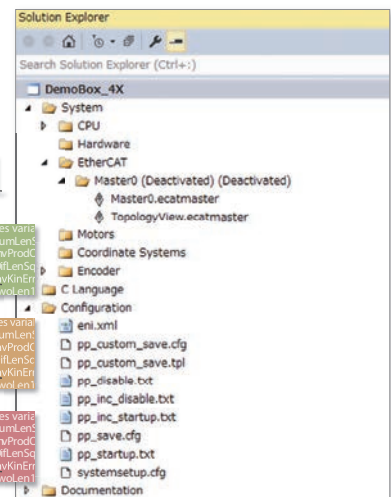 Solution Explorer
Search Solution Explorer (Ctrl+:)
DemoBox_4X
System
CPU
Hardware
EtherCAT
Master0 (Deactivated) (Deactivated)
Master0.ecatmaster
TopologyView.ecatmaster
Motors
Coordinate Systems
Encoder
C Language
Configuration
eni.xml
pp_custom_save.cfg
pp_custom_save.tpl
pp_disable.txt
pp_inc_disable.txt
pp_inc_startup.txt
pp_save.cfg
pp_startup.txt
systemsetup.cfg
Documentation